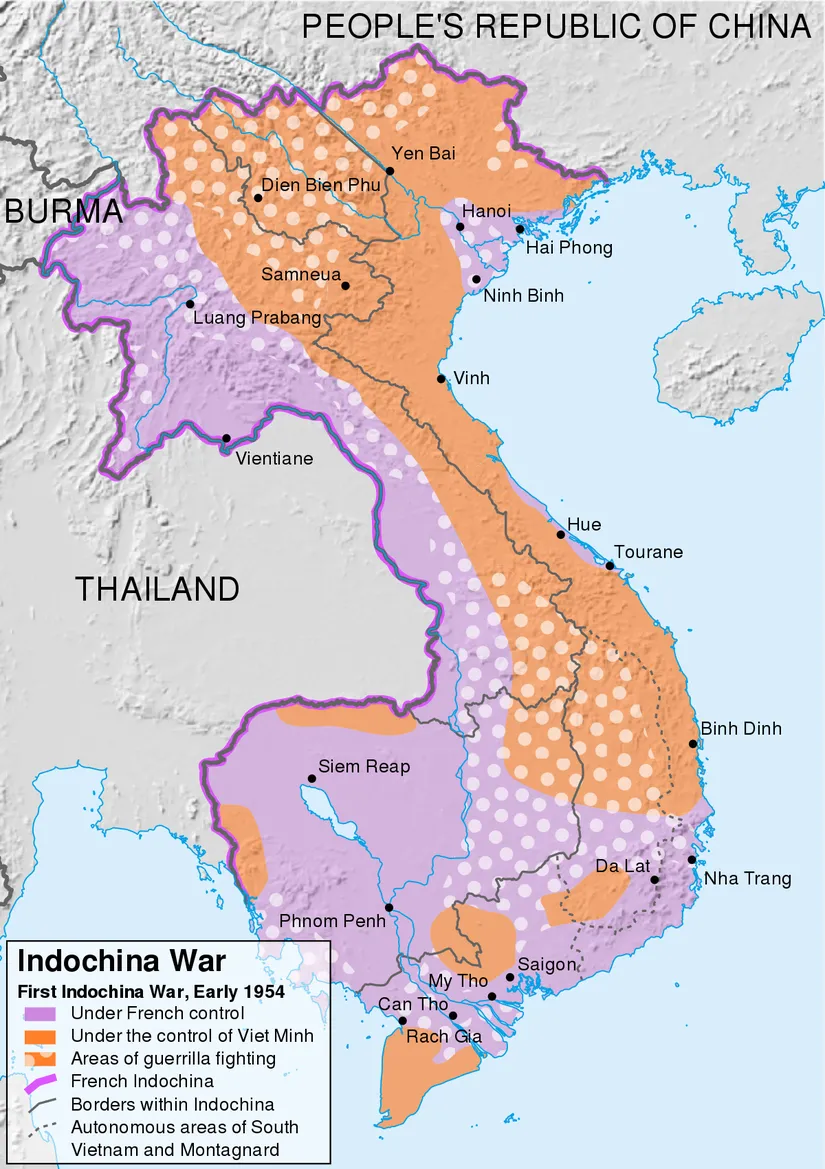 PEOPLE'S REPUBLIC OF CHINA
Yen Bai
Dien Bien Phu
BURMA
Hanoi
Hai Phong
Samneua
Ninh Binh
Luang Prabang
Vinh
Vientiane
Hue
Tourane
THAILAND
Binh Dinh
Siem Reap
Da Lat
Nha Trang
Phnom Penh
Saigon
My Tho
Can Tho
Rach Gia
Indochina War
First Indochina War, Early 1954
Under French control
Under the control of Viet Minh
Areas of guerrilla fighting
French Indochina
Borders within Indochina
Autonomous areas of South
Vietnam and Montagnard